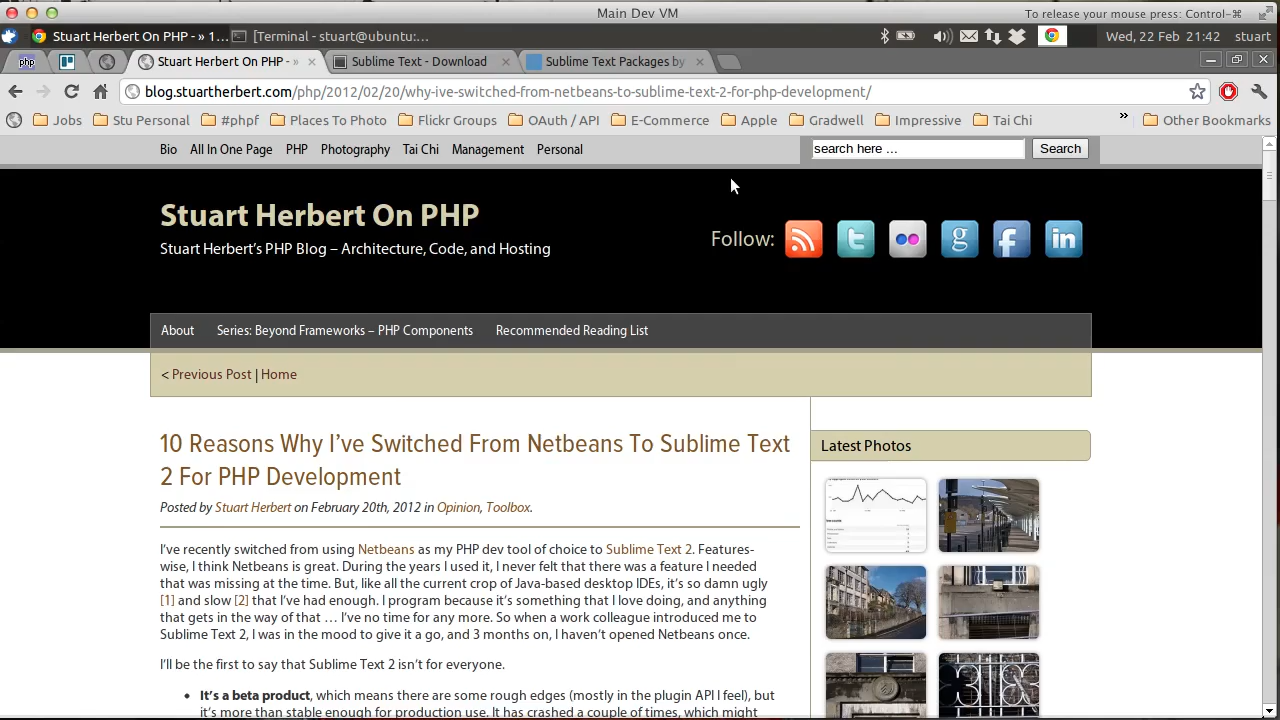 Main Dev VM
To release your mouse press: Control-⌘
Stuart Herbert On PHP - » 1...
[Terminal - stuart@ubuntu:...
Wed, 22 Feb 21:42
stuart
php
Stuart Herbert On PHP - »
Sublime Text - Download
Sublime Text Packages by
blog.stuartherbert.com/php/2012/02/20/why-ive-switched-from-netbeans-to-sublime-text-2-for-php-development/
Jobs
Stu Personal
#phpf
Places To Photo
Flickr Groups
OAuth / API
E-Commerce
Apple
Gradwell
Impressive
Tai Chi
»
Other Bookmarks
Bio
All In One Page
PHP
Photography
Tai Chi
Management
Personal
search here ...
Search
Stuart Herbert On PHP
Stuart Herbert's PHP Blog – Architecture, Code, and Hosting
Follow:
About
Series: Beyond Frameworks – PHP Components
Recommended Reading List
< Previous Post | Home
10 Reasons Why I've Switched From Netbeans To Sublime Text
2 For PHP Development
Posted by Stuart Herbert on February 20th, 2012 in Opinion, Toolbox.
I've recently switched from using Netbeans as my PHP dev tool of choice to Sublime Text 2. Features-
wise, I think Netbeans is great. During the years I used it, I never felt that there was a feature I needed
that was missing at the time. But, like all the current crop of Java-based desktop IDEs, it's so damn ugly
[1] and slow [2] that I've had enough. I program because it's something that I love doing, and anything
that gets in the way of that … I've no time for any more. So when a work colleague introduced me to
Sublime Text 2, I was in the mood to give it a go, and 3 months on, I haven't opened Netbeans once.
I'll be the first to say that Sublime Text 2 isn't for everyone.
• It's a beta product, which means there are some rough edges (mostly in the plugin API I feel), but
it's more than stable enough for production use. It has crashed a couple of times, which might
Latest Photos